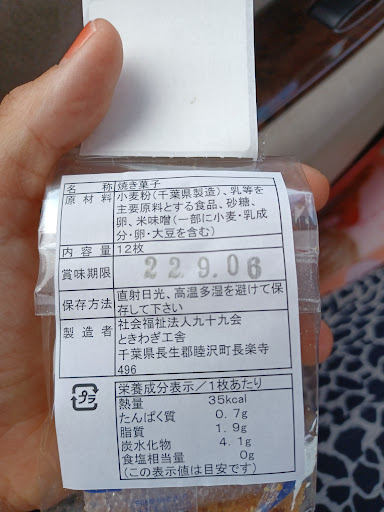 名 称 焼き菓子
原 材 料 小麦粉(千葉県製造)、乳等を
主要原料とする食品、砂糖、
卵、米味噌(一部に小麦・乳成
分・卵・大豆を含む)
内 容 量 12枚
賞味期限 22.9.06
保存方法 直射日光、高温多湿を避けて保
存して下さい
製 造 者 社会福祉法人九十九会
ときわぎ工舎
千葉県長生郡睦沢町長楽寺
496
プラ
栄養成分表示/1枚あたり
熱量 35kcal
たんぱく質 0.7g
脂質 1.9g
炭水化物 4.1g
食塩相当量 0g
(この表示値は目安です)